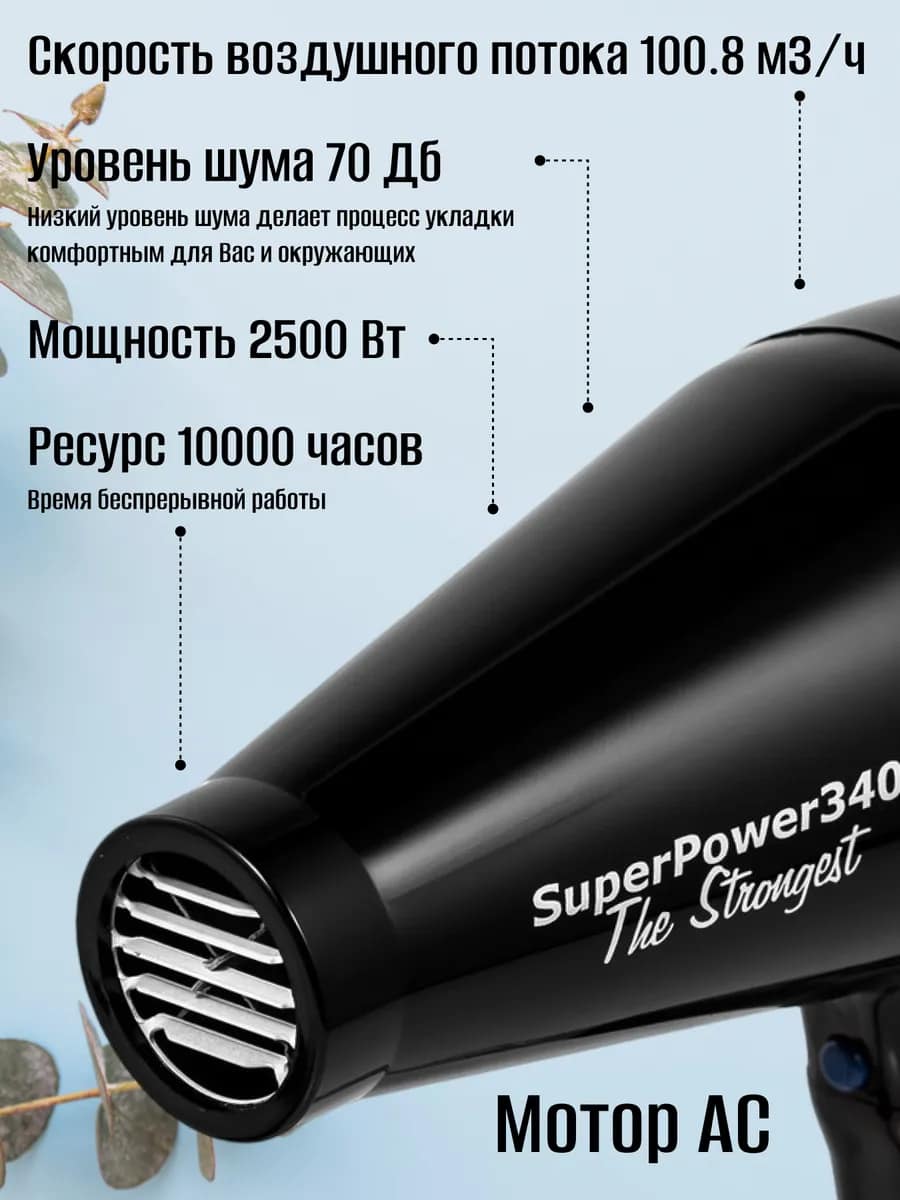 Скорость воздушного потока 100.8 м3/ч
Уровень шума 70 Дб
Низкий уровень шума делает процесс укладки
комфортным для Вас и окружающих
Мощность 2500 Вт
Ресурс 10000 часов
Время беспрерывной работы
SuperPower340
The Strongest
Мотор АС